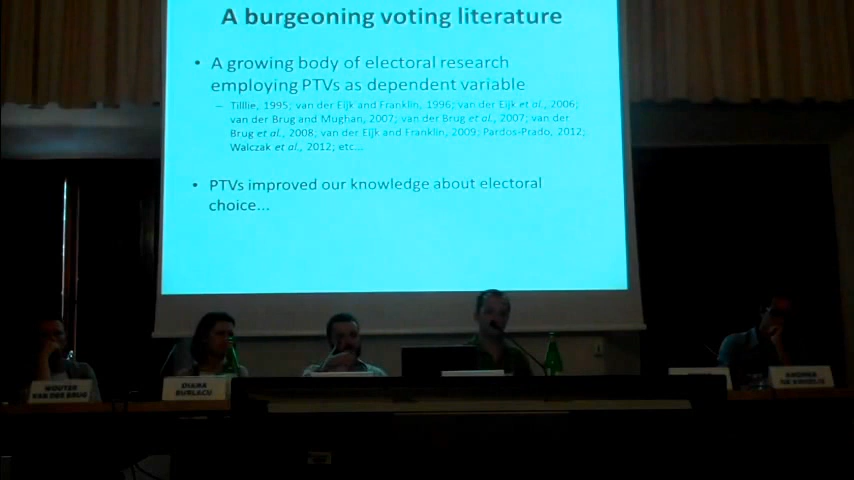 A burgeoning voting literature
• A growing body of electoral research
employing PTVs as dependent variable
– Tilllie, 1995; van der Eijk and Franklin, 1996; van der Eijk et al., 2006;
van der Brug and Mughan, 2007; van der Brug et al., 2007; van der
Brug et al., 2008; van der Eijk and Franklin, 2009; Pardos-Prado, 2012;
Walczak et al., 2012; etc...
• PTVs improved our knowledge about electoral
choice...
WOUTER
VAN DER BRUG
DIANA
BURLACU